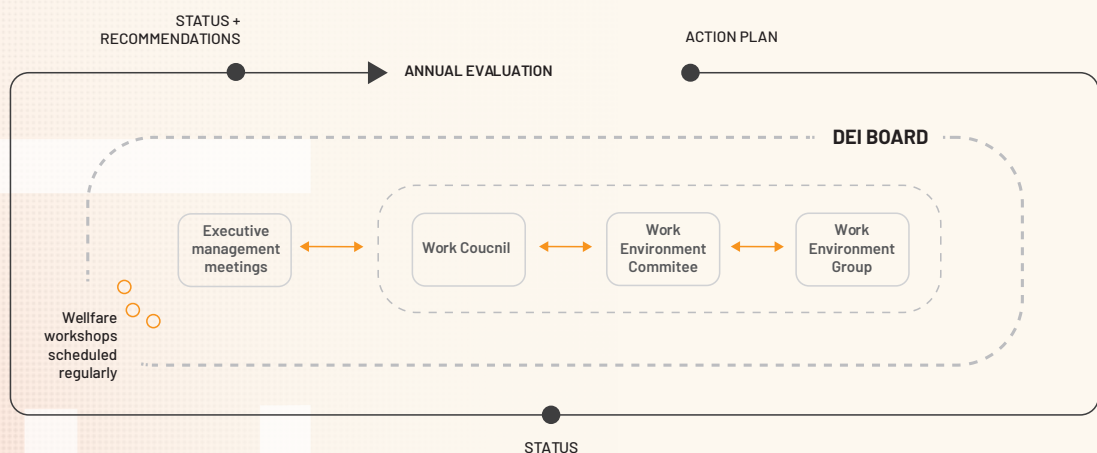 STATUS +
RECOMMENDATIONS
ACTION PLAN
ANNUAL EVALUATION
DEI BOARD
Executive
management
meetings
Work Coucnil
Work
Environment
Commitee
Work
Environment
Group
Wellfare
workshops
scheduled
regularly
STATUS